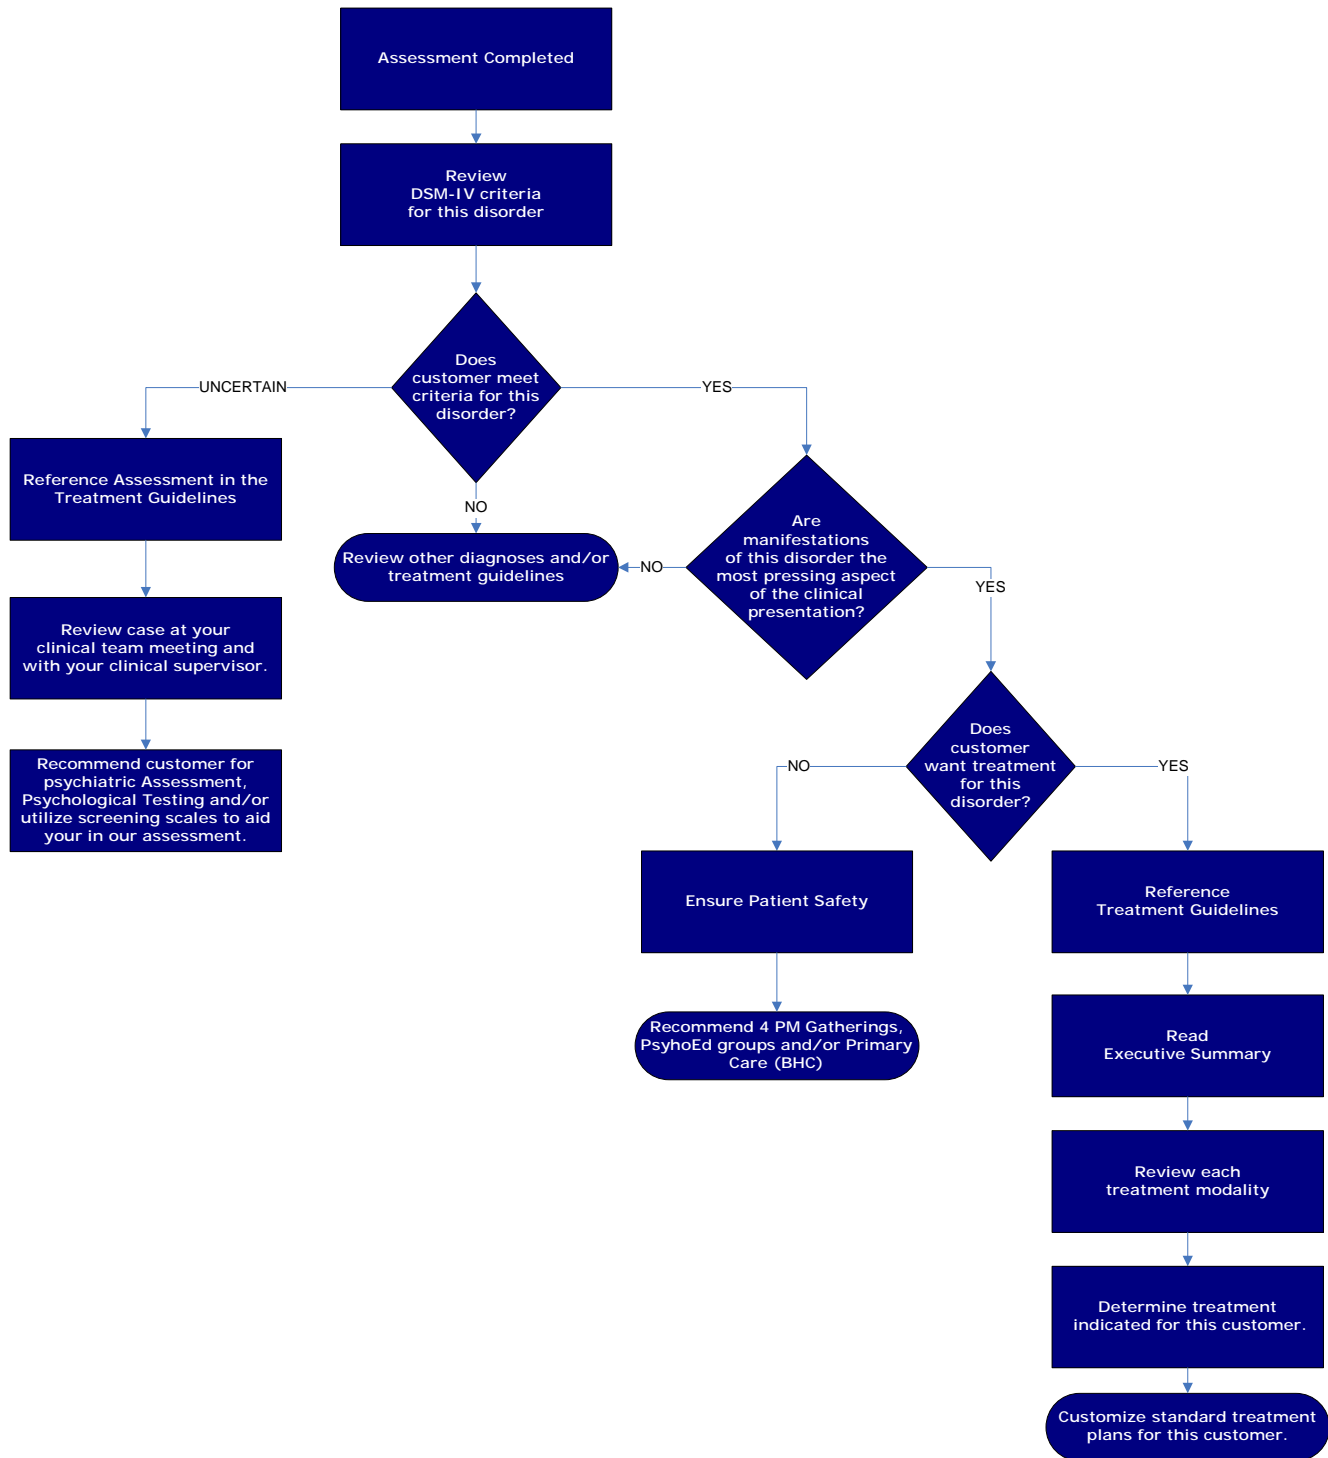 Assessment Completed
Review
DSM-IV criteria
for this disorder
Does
customer meet
criteria for this
disorder?
UNCERTAIN
YES
NO
Reference Assessment in the
Treatment Guidelines
Review case at your
clinical team meeting and
with your clinical supervisor.
Recommend customer for
psychiatric Assessment,
Psychological Testing and/or
utilize screening scales to aid
your in our assessment.
Review other diagnoses and/or
treatment guidelines
NO
Are
manifestations
of this disorder the
most pressing aspect
of the clinical
presentation?
YES
Does
customer
want treatment
for this
disorder?
NO
YES
Ensure Patient Safety
Recommend 4 PM Gatherings,
PsyhoEd groups and/or Primary
Care (BHC)
Reference
Treatment Guidelines
Read
Executive Summary
Review each
treatment modality
Determine treatment
indicated for this customer.
Customize standard treatment
plans for this customer.